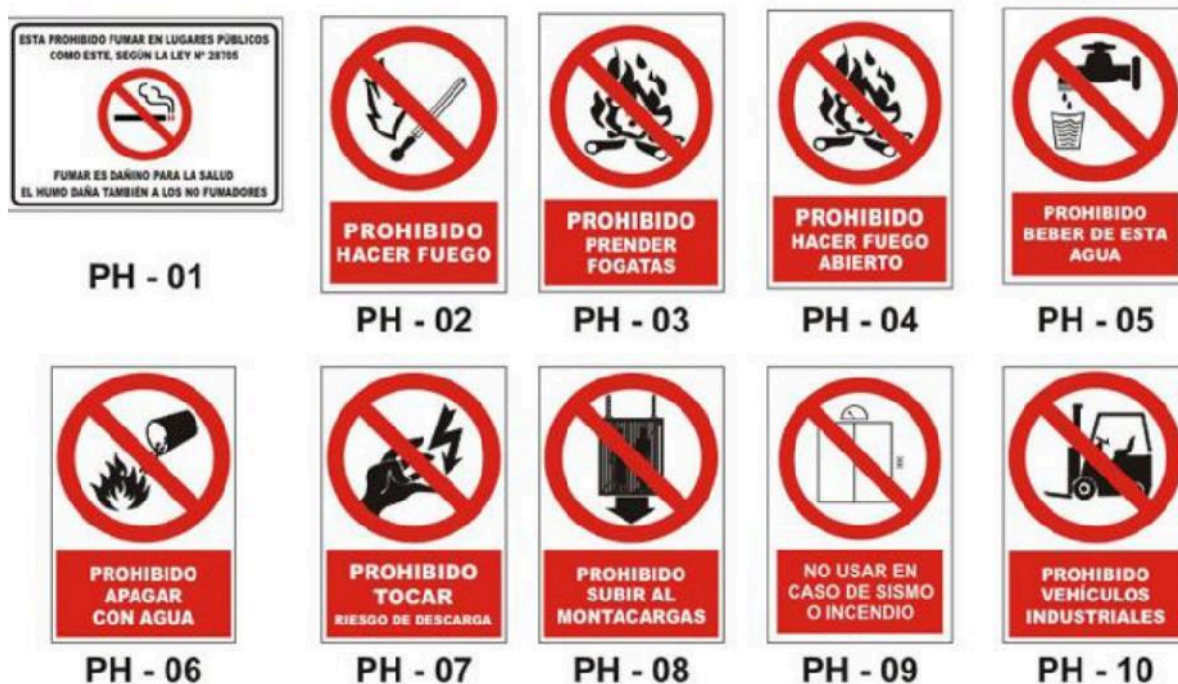 ESTA PROHIBIDO FUMAR EN LUGARES PÚBLICOS
COMO ESTE, SEGÚN LA LEY Nº 28705
FUMAR ES DAÑINO PARA LA SALUD
EL HUMO DAÑA TAMBIÉN A LOS NO FUMADORES
PH - 01
PROHIBIDO
HACER FUEGO
PH - 02
PROHIBIDO
PRENDER
FOGATAS
PH - 03
PROHIBIDO
HACER FUEGO
ABIERTO
PH - 04
PROHIBIDO
BEBER DE ESTA
AGUA
PH - 05
PROHIBIDO
APAGAR
CON AGUA
PH - 06
PROHIBIDO
TOCAR
RIESGO DE DESCARGA
PH - 07
PROHIBIDO
SUBIR AL
MONTACARGAS
PH - 08
NO USAR EN
CASO DE SISMO
O INCENDIO
PH - 09
PROHIBIDO
VEHÍCULOS
INDUSTRIALES
PH - 10